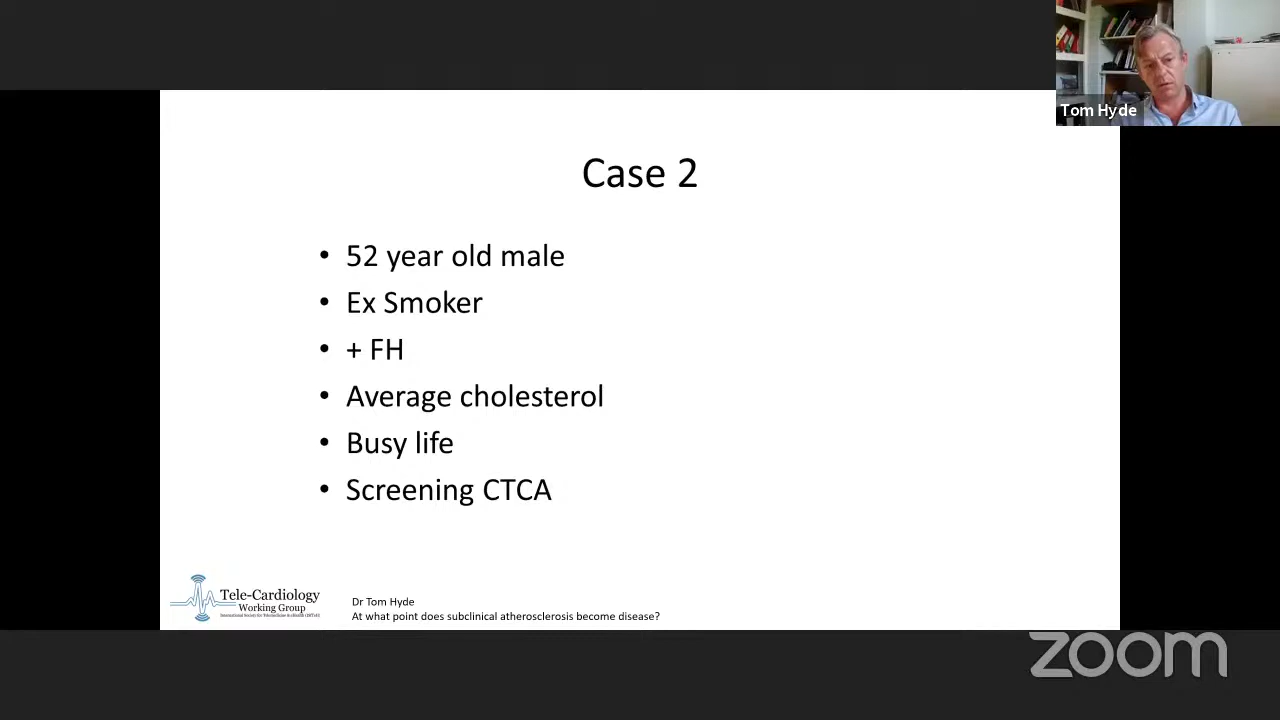 Tom Hyde
Case 2
• 52 year old male
• Ex Smoker
• + FH
• Average cholesterol
• Busy life
• Screening CTCA
Tele-Cardiology
Working Group
International Society for Telemedicine & eHealth (ISfTeH)
Dr Tom Hyde
At what point does subclinical atherosclerosis become disease?
zoom